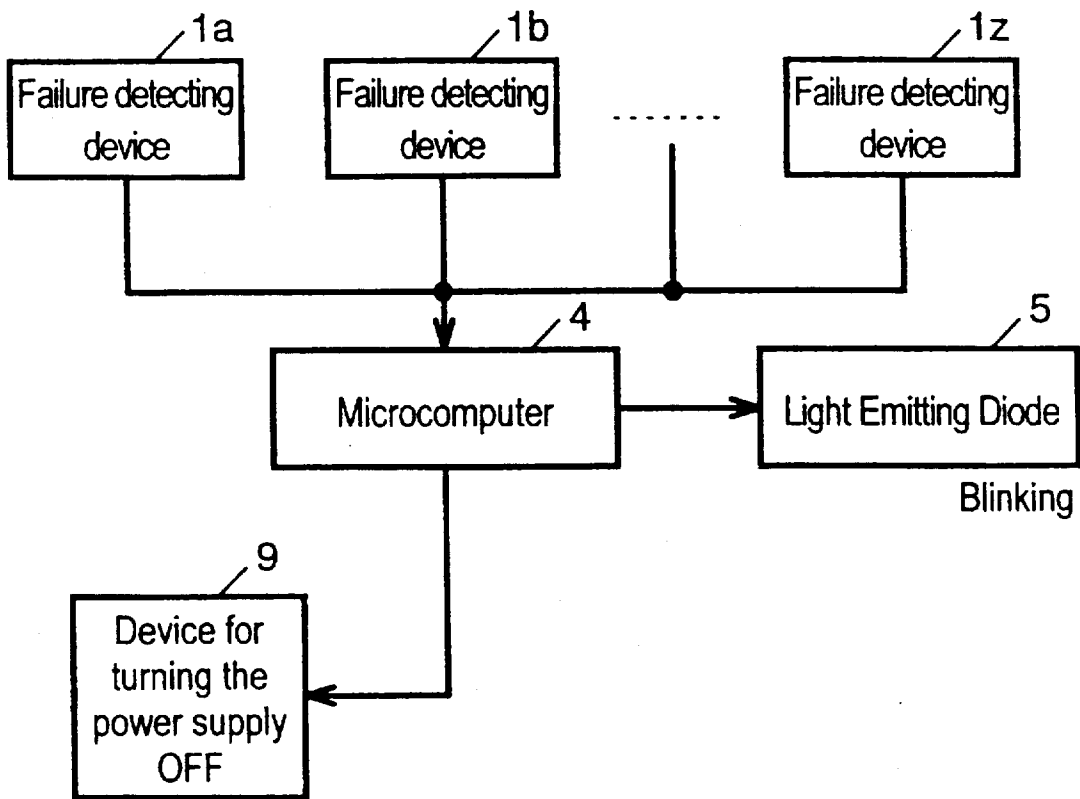 1a
1b
1z
Failure detecting
device
Failure detecting
device
Failure detecting
device
4
5
Microcomputer
Light Emitting Diode
Blinking
9
Device for
turning the
power supply
OFF